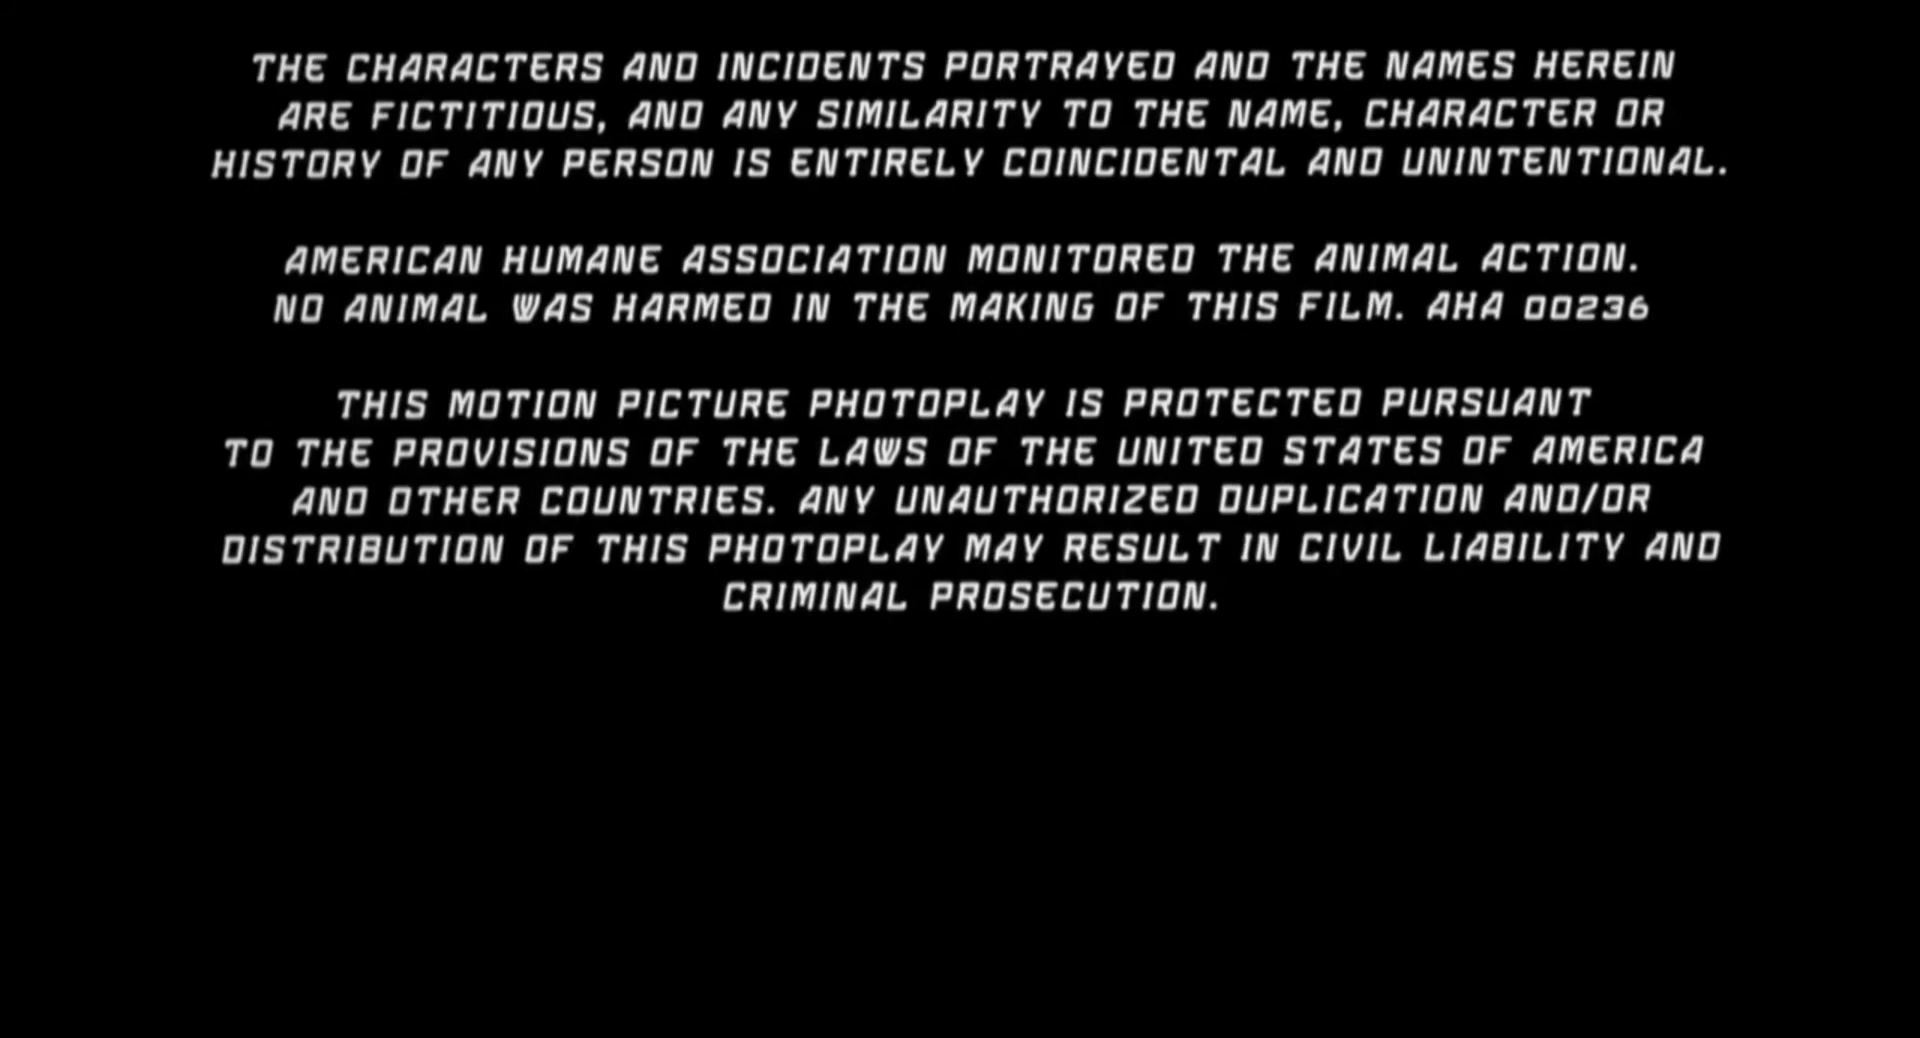 THE CHARACTERS AND INCIDENTS PORTRAYED AND THE NAMES HEREIN
ARE FICTITIOUS, AND ANY SIMILARITY TO THE NAME, CHARACTER OR
HISTORY OF ANY PERSON IS ENTIRELY COINCIDENTAL AND UNINTENTIONAL.
AMERICAN HUMANE ASSOCIATION MONITORED THE ANIMAL ACTION.
NO ANIMAL WAS HARMED IN THE MAKING OF THIS FILM. AHA 00236
THIS MOTION PICTURE PHOTOPLAY IS PROTECTED PURSUANT
TO THE PROVISIONS OF THE LAWS OF THE UNITED STATES OF AMERICA
AND OTHER COUNTRIES. ANY UNAUTHORIZED DUPLICATION AND/OR
DISTRIBUTION OF THIS PHOTOPLAY MAY RESULT IN CIVIL LIABILITY AND
CRIMINAL PROSECUTION.